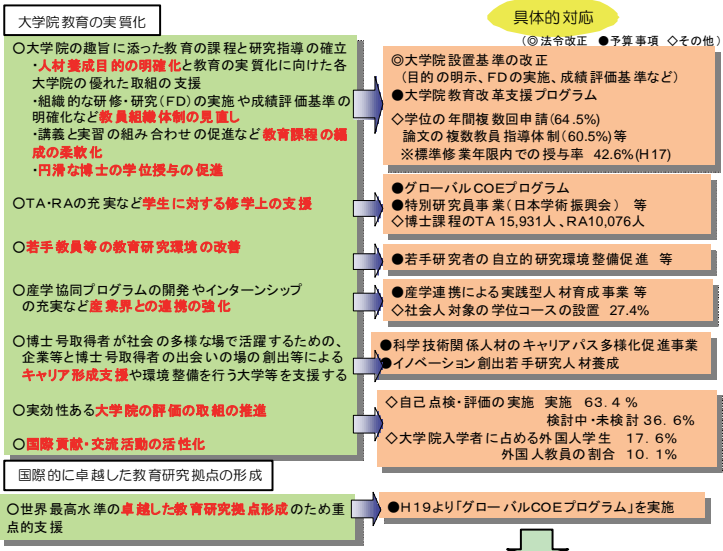 大学院教育の実質化
具体的対応
(◎法令改正 ●予算事項 ◇その他)
○大学院の趣旨に添った教育の課程と研究指導の確立
・人材養成目的の明確化と教育の実質化に向けた各
大学院の優れた取組の支援
・組織的な研修・研究(FD)の実施や成績評価基準の
明確化など教員組織体制の見直し
・講義と実習の組み合わせの促進など教育課程の編
成の柔軟化
・円滑な博士の学位授与の促進
◎大学院設置基準の改正
(目的の明示、FDの実施、成績評価基準など)
●大学院教育改革支援プログラム
◇学位の年間複数回申請(64.5%)
論文の複数教員指導体制(60.5%)等
※標準修業年限内での授与率 42.6%(H17)
○TA・RAの充実など学生に対する修学上の支援
●グローバルCOEプログラム
●特別研究員事業(日本学術振興会) 等
◇博士課程のTA 15,931人、RA10,076人
○若手教員等の教育研究環境の改善
●若手研究者の自立的研究環境整備促進 等
○産学協同プログラムの開発やインターンシップ
の充実など産業界との連携の強化
●産学連携による実践型人材育成事業 等
◇社会人対象の学位コースの設置 27.4%
○博士号取得者が社会の多様な場で活躍するための、
企業等と博士号取得者の出会いの場の創出等による
キャリア形成支援や環境整備を行う大学等を支援する
●科学技術関係人材のキャリアパス多様化促進事業
●イノベーション創出若手研究人材養成
○実効性ある大学院の評価の取組の推進
○国際貢献・交流活動の活性化
◇自己点検・評価の実施 実施 63.4%
検討中・未検討 36.6%
◇大学院入学者に占める外国人学生 17.6%
外国人教員の割合 10.1%
国際的に卓越した教育研究拠点の形成
○世界最高水準の卓越した教育研究拠点形成のため重
点的支援
●H19より「グローバルCOEプログラム」を実施